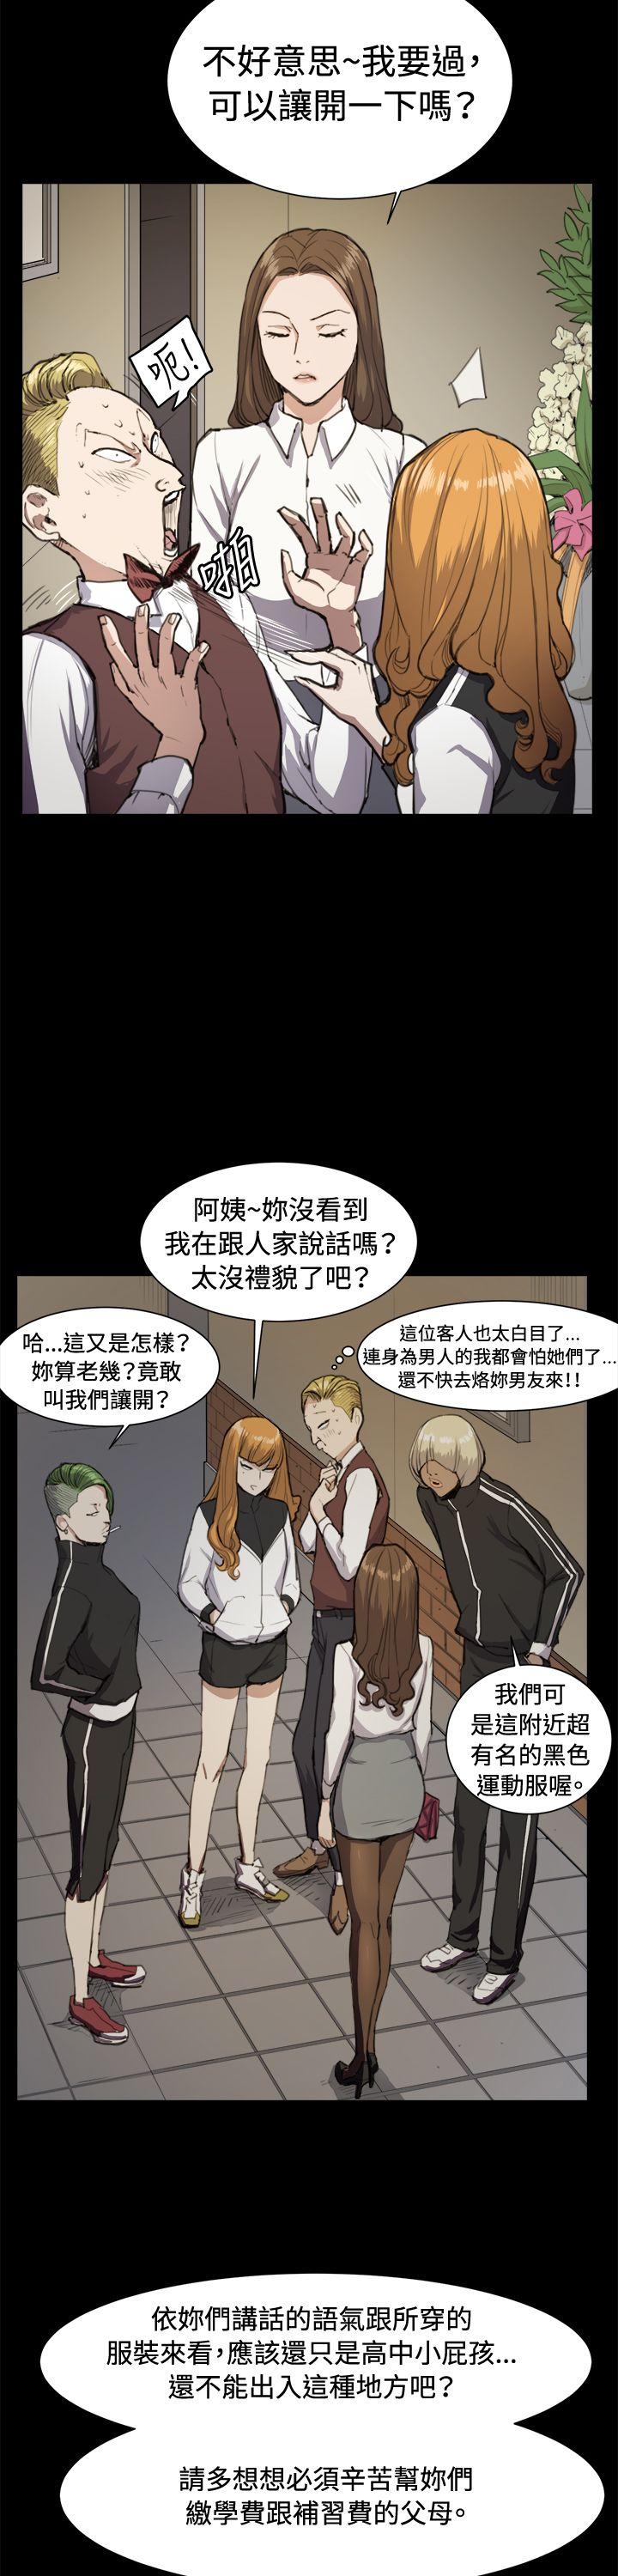 不好意思~我要過，
可以讓開一下嗎？
呃！
啪
阿姨~妳沒看到
我在跟人家說話嗎？
太沒禮貌了吧？
哈...這又是怎樣？
妳算老幾？竟敢
叫我們讓開？
這位客人也太白目了...
連身為男人的我都會怕她們了...
還不快去烙妳男友來！！
我們可
是這附近超
有名的黑色
運動服喔。
依妳們講話的語氣跟所穿的
服裝來看，應該還只是高中小屁孩...
還不能出入這種地方吧？
請多想想必須辛苦幫妳們
繳學費跟補習費的父母。